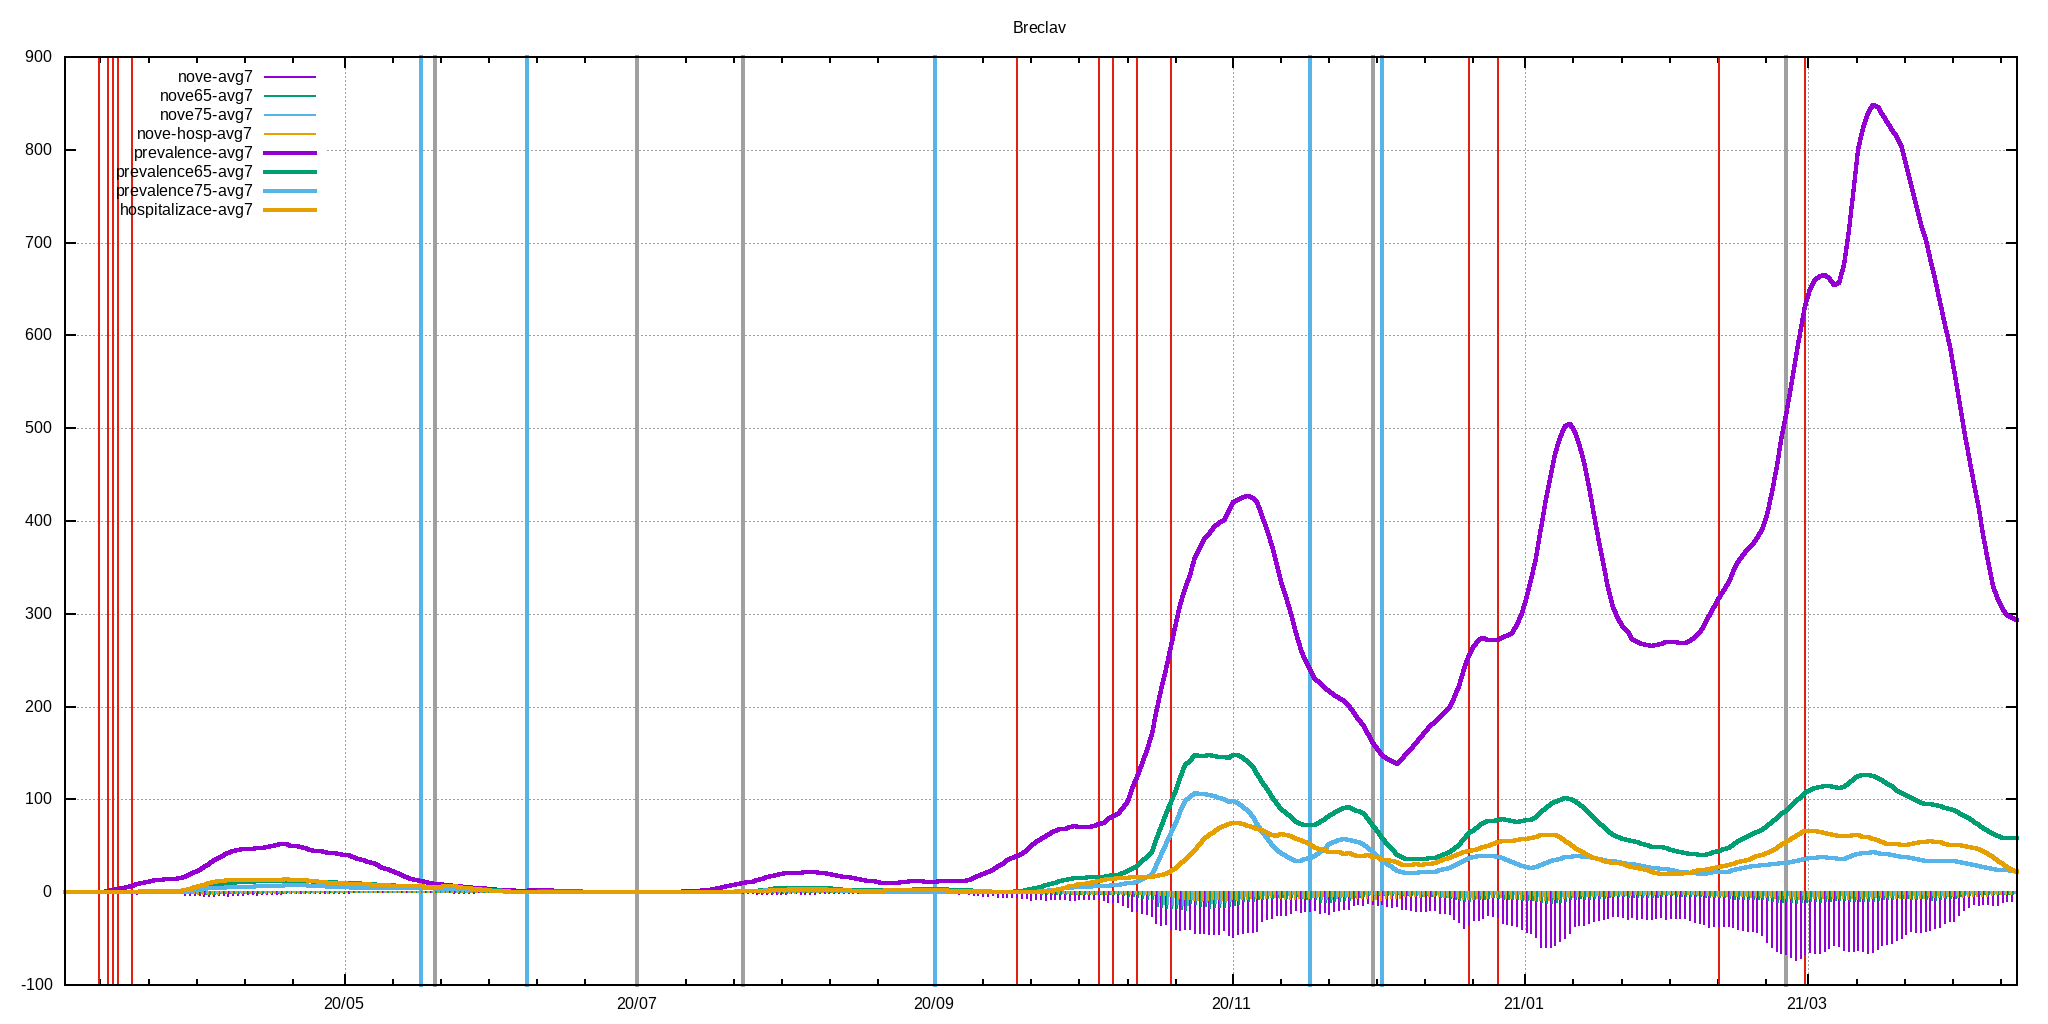 Breclav
900
800
700
600
500
400
300
200
100
0
-100
nove-avg7
nove65-avg7
nove75-avg7
nove-hosp-avg7
prevalence-avg7
prevalence65-avg7
prevalence75-avg7
hospitalizace-avg7
20/05 20/07 20/09 20/11 21/01 21/03